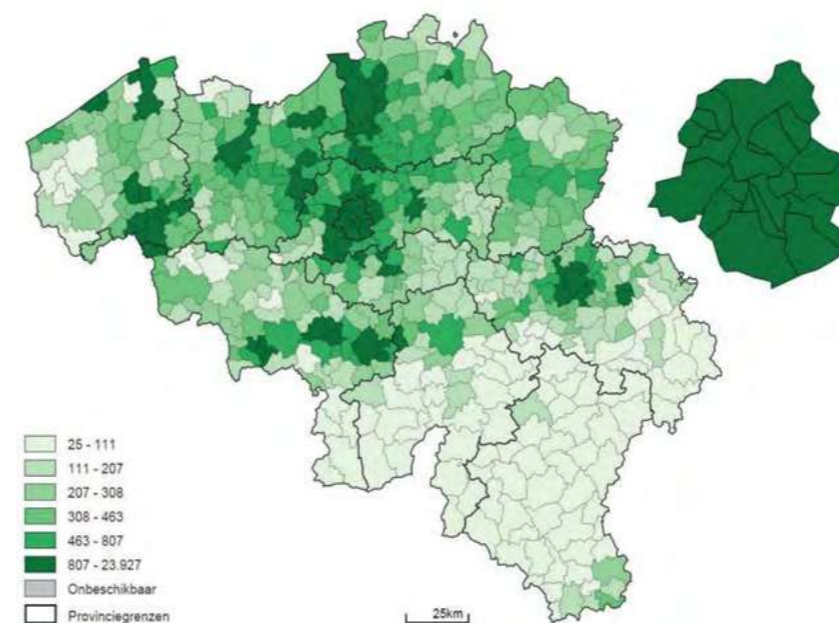 25 - 111
111 - 207
207 - 308
308 - 463
463 - 807
807 - 23.927
Onbeschikbaar
Provinciegrenzen
25km